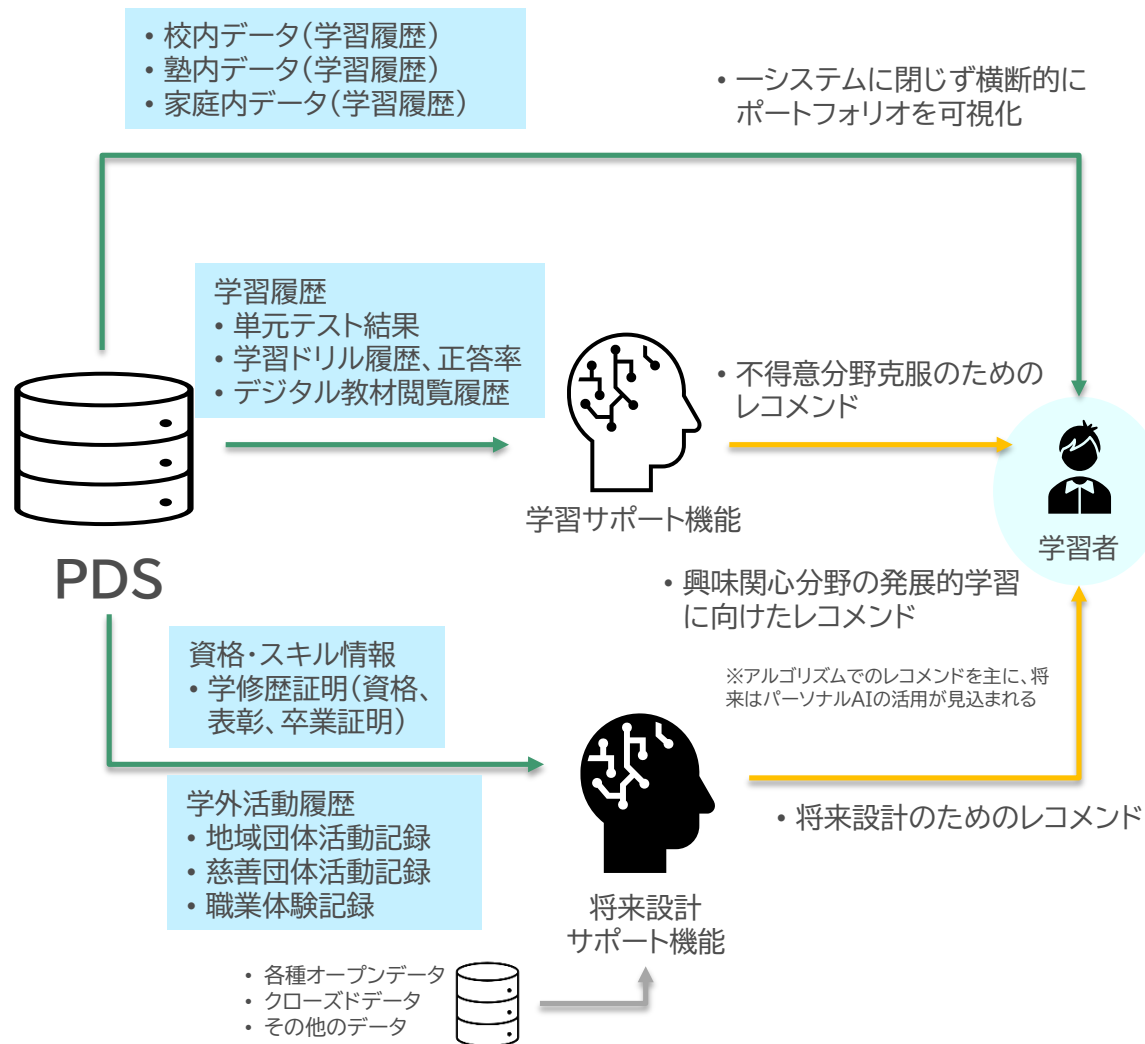 • 校内データ(学習履歴)
• 塾内データ(学習履歴)
• 家庭内データ(学習履歴)
• 一システムに閉じず横断的に
ポートフォリオを可視化
学習履歴
• 単元テスト結果
• 学習ドリル履歴、正答率
• デジタル教材閲覧履歴
• 不得意分野克服のための
レコメンド
学習サポート機能
学習者
PDS
• 興味関心分野の発展的学習
に向けたレコメンド
資格・スキル情報
• 学修歴証明(資格、
表彰、卒業証明)
※アルゴリズムでのレコメンドを主に、将
来はパーソナルAIの活用が見込まれる
学外活動履歴
• 地域団体活動記録
• 慈善団体活動記録
• 職業体験記録
• 将来設計のためのレコメンド
将来設計
サポート機能
• 各種オープンデータ
• クローズドデータ
• その他のデータ